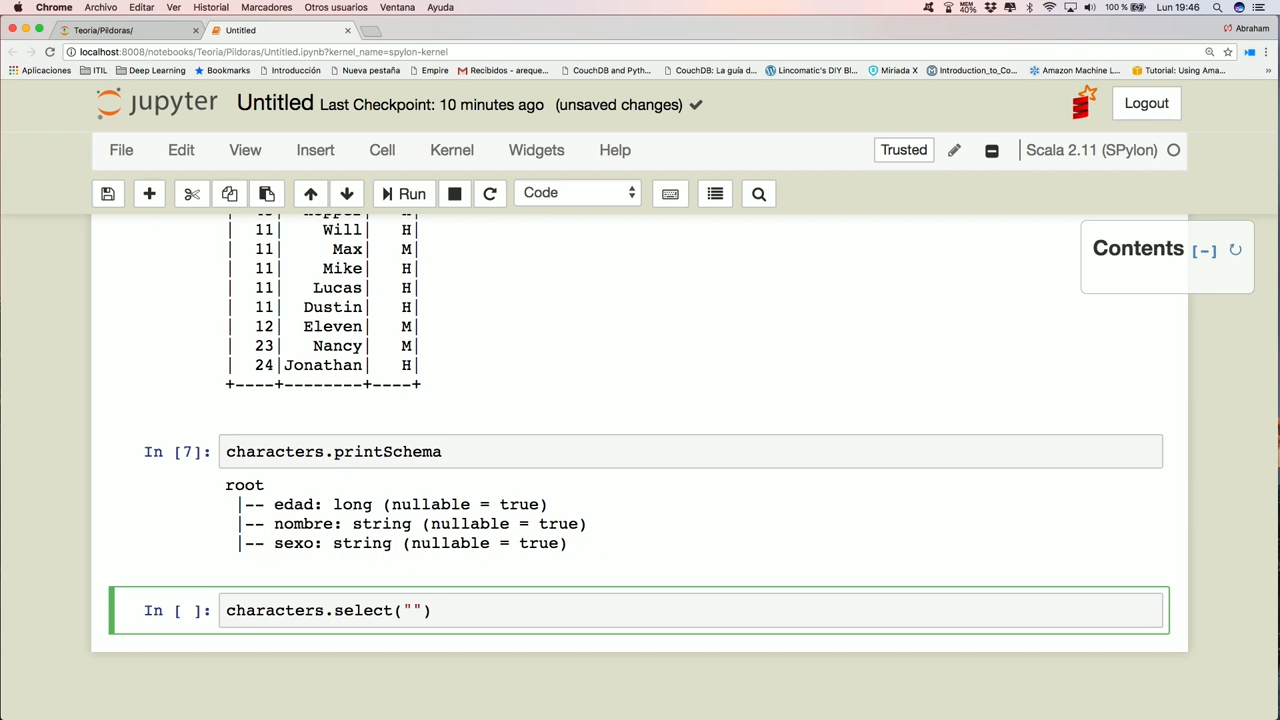 Chrome Archivo Editar Ver Historial Marcadores Otros usuarios Ventana Ayuda MEM 40% 100 % Lun 19:46
Teoria/Pildoras/ × Untitled × Abraham
localhost:8008/notebooks/Teoria/Pildoras/Untitled.ipynb?kernel_name=spylon-kernel
Aplicaciones ITIL Deep Learning Bookmarks Introducción Nueva pestaña Empire Recibidos - areque... CouchDB and Pyth... CouchDB: La guía d... Lincomatic's DIY Bl... Miriada X Introduction_to_Co... Amazon Machine L... Tutorial: Using Ama...
jupyter Untitled Last Checkpoint: 10 minutes ago (unsaved changes) Logout
File Edit View Insert Cell Kernel Widgets Help Trusted Scala 2.11 (SPylon)
Run Code
Contents [-]
| 11| Will| H|
| 11| Max| M|
| 11| Mike| H|
| 11| Lucas| H|
| 11| Dustin| H|
| 12| Eleven| M|
| 23| Nancy| M|
| 24|Jonathan| H|
+----+--------+----+
In [7]: characters.printSchema
root
|-- edad: long (nullable = true)
|-- nombre: string (nullable = true)
|-- sexo: string (nullable = true)
In [ ]: characters.select("")